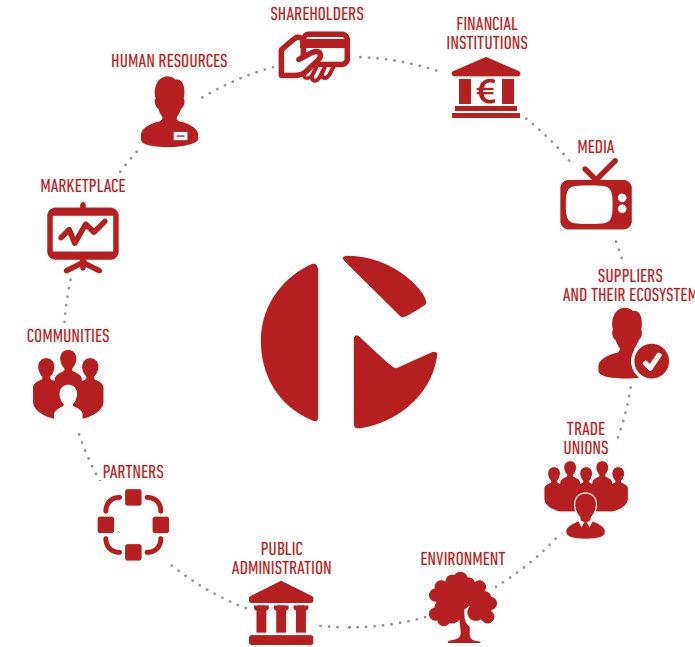 SHAREHOLDERS
FINANCIAL
INSTITUTIONS
€
MEDIA
SUPPLIERS
AND THEIR ECOSYSTEM
TRADE
UNIONS
ENVIRONMENT
PUBLIC
ADMINISTRATION
PARTNERS
COMMUNITIES
MARKETPLACE
HUMAN RESOURCES